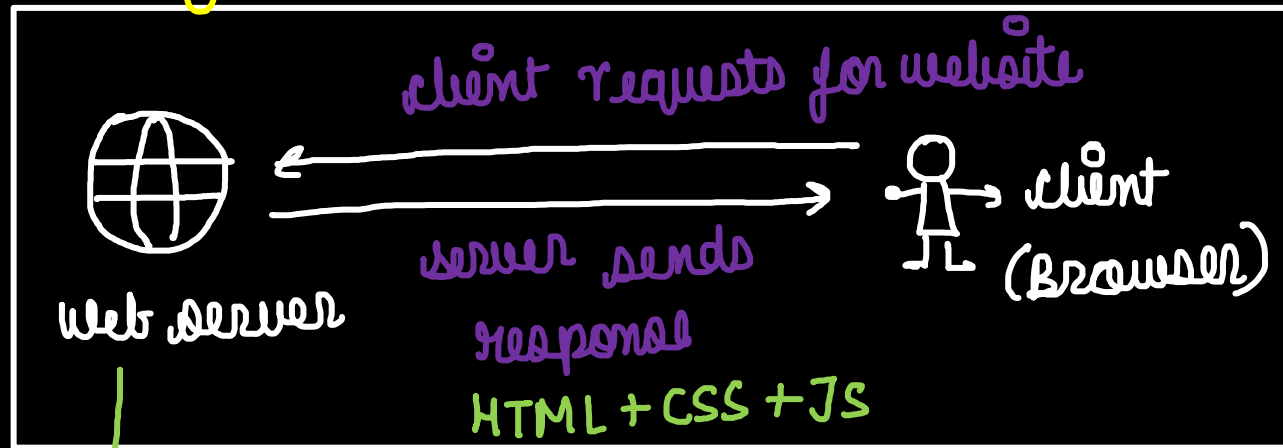 client requests for website
client
(Browser)
server sends
response
web server
HTML + CSS + JS